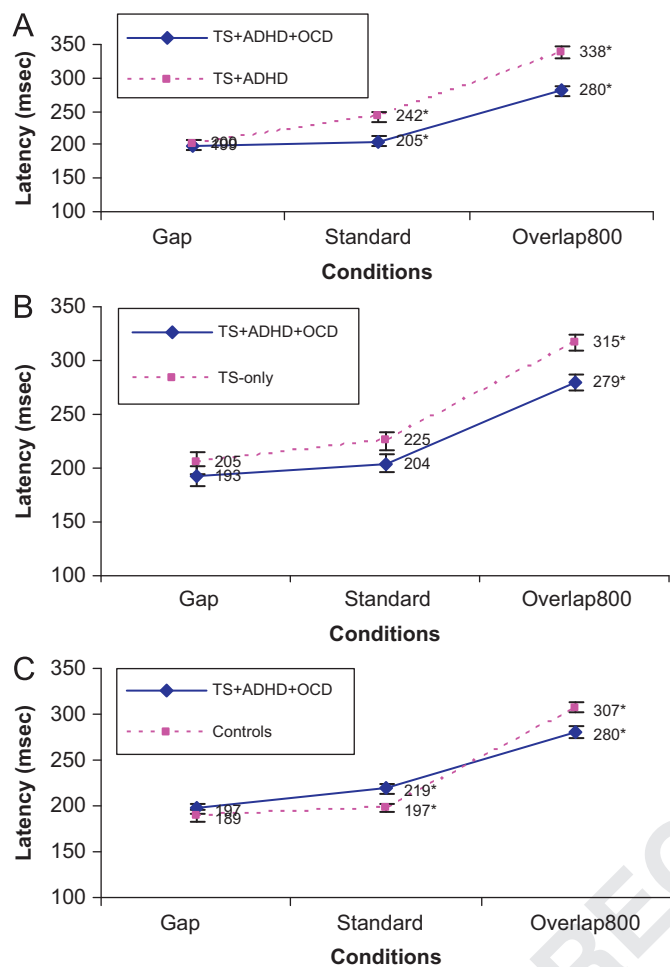 A
350
300
250
200
150
100
Latency (msec)
TS+ADHD+OCD
TS+ADHD
200
242*
205*
338*
280*
Gap Standard Overlap800
Conditions
B
350
300
250
200
150
100
Latency (msec)
TS+ADHD+OCD
TS-only
205
193
225
204
315*
279*
Gap Standard Overlap800
Conditions
C
350
300
250
200
150
100
Latency (msec)
TS+ADHD+OCD
Controls
197
189
219*
197*
307*
280*
Gap Standard Overlap800
Conditions
REC